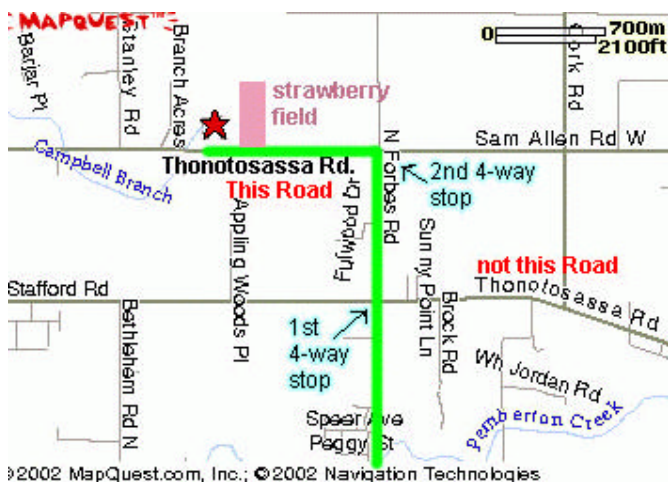 MAPQUEST™
0 700m
2100ft
Barjar Pl
Stanley Rd
Branch Acres
strawberry
field
N Forbes Rd
Sam Allen Rd W
Campbell Branch
Thonotosassa Rd.
This Road
2nd 4-way
stop
Appling Woods Pl
Fulwood Dr
Sunny Point Ln
not this Road
Thonotosassa Rd
Stafford Rd
Bethlehem Rd N
1st
4-way
stop
Brock Rd
Wh Jordan Rd
Speer Ave
Peggy St
Pemberton Creek
©2002 MapQuest.com, Inc.; ©2002 Navigation Technologies